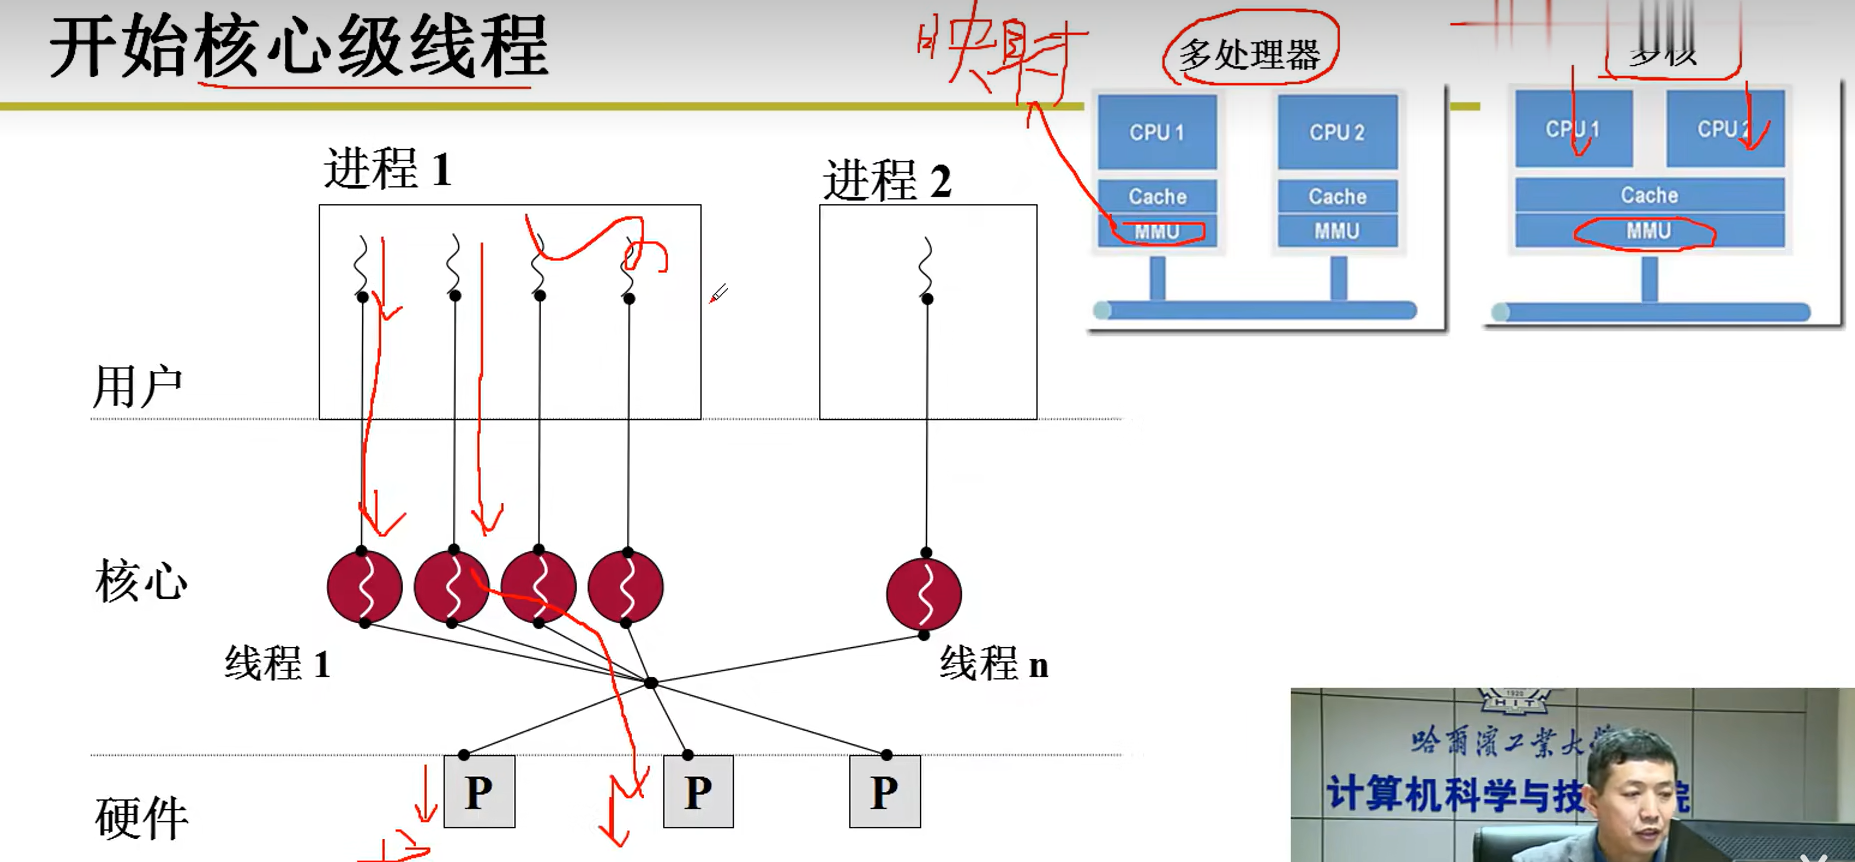 开始核心级线程
映射
多处理器
多核
CPU 1
CPU 2
Cache
Cache
MMU
MMU
CPU 1
CPU 2
Cache
MMU
进程 1
进程 2
用户
核心
线程 1
线程 n
硬件
P
P
P
1920
HIT
哈爾濱工業大
计算机科学与技
院